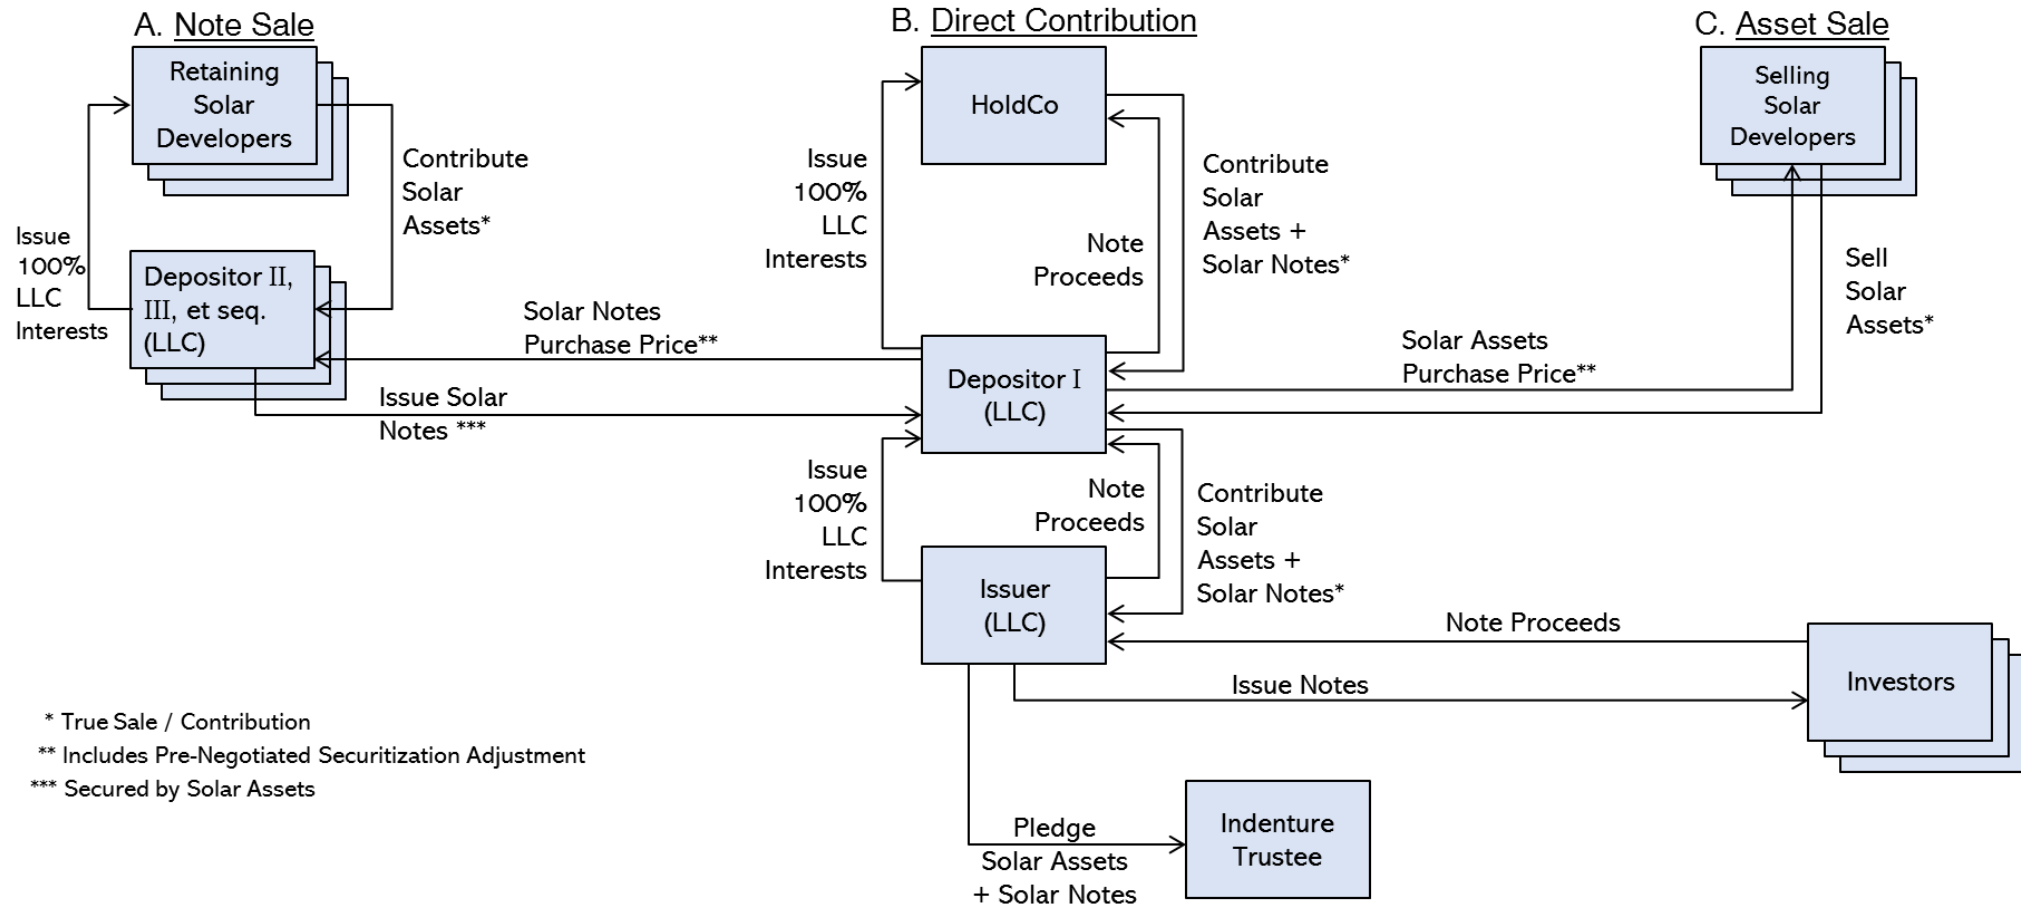 A. Note Sale
B. Direct Contribution
C. Asset Sale
Retaining
Solar
Developers
HoldCo
Selling
Solar
Developers
Contribute
Solar
Assets*
Issue
100%
LLC
Interests
Issue
100%
LLC
Interests
Note
Proceeds
Contribute
Solar
Assets +
Solar Notes*
Sell
Solar
Assets*
Depositor II,
III, et seq.
(LLC)
Solar Notes
Purchase Price**
Issue Solar
Notes ***
Depositor I
(LLC)
Solar Assets
Purchase Price**
Issue
100%
LLC
Interests
Note
Proceeds
Contribute
Solar
Assets +
Solar Notes*
Issuer
(LLC)
Note Proceeds
Issue Notes
Investors
* True Sale / Contribution
** Includes Pre-Negotiated Securitization Adjustment
*** Secured by Solar Assets
Pledge
Solar Assets
+ Solar Notes
Indenture
Trustee